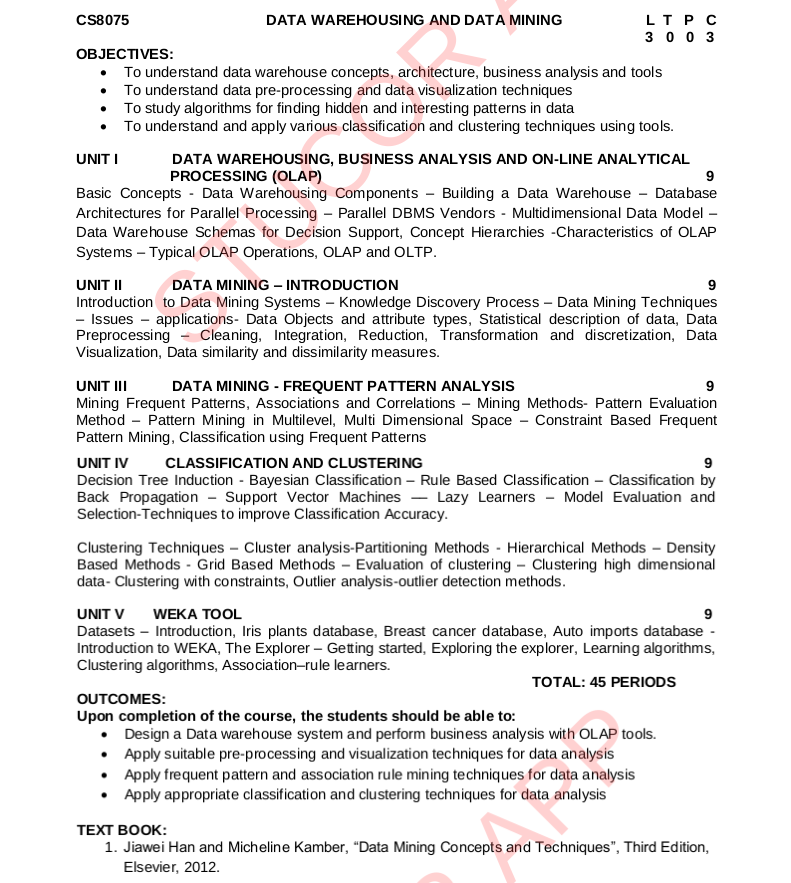 CS8075 DATA WAREHOUSING AND DATA MINING L T P C
3 0 0 3
OBJECTIVES:
• To understand data warehouse concepts, architecture, business analysis and tools
• To understand data pre-processing and data visualization techniques
• To study algorithms for finding hidden and interesting patterns in data
• To understand and apply various classification and clustering techniques using tools.
UNIT I DATA WAREHOUSING, BUSINESS ANALYSIS AND ON-LINE ANALYTICAL
PROCESSING (OLAP) 9
Basic Concepts - Data Warehousing Components – Building a Data Warehouse – Database
Architectures for Parallel Processing – Parallel DBMS Vendors - Multidimensional Data Model –
Data Warehouse Schemas for Decision Support, Concept Hierarchies -Characteristics of OLAP
Systems – Typical OLAP Operations, OLAP and OLTP.
UNIT II DATA MINING – INTRODUCTION 9
Introduction to Data Mining Systems – Knowledge Discovery Process – Data Mining Techniques
– Issues – applications- Data Objects and attribute types, Statistical description of data, Data
Preprocessing – Cleaning, Integration, Reduction, Transformation and discretization, Data
Visualization, Data similarity and dissimilarity measures.
UNIT III DATA MINING - FREQUENT PATTERN ANALYSIS 9
Mining Frequent Patterns, Associations and Correlations – Mining Methods- Pattern Evaluation
Method – Pattern Mining in Multilevel, Multi Dimensional Space – Constraint Based Frequent
Pattern Mining, Classification using Frequent Patterns
UNIT IV CLASSIFICATION AND CLUSTERING 9
Decision Tree Induction - Bayesian Classification – Rule Based Classification – Classification by
Back Propagation – Support Vector Machines –– Lazy Learners – Model Evaluation and
Selection-Techniques to improve Classification Accuracy.
Clustering Techniques – Cluster analysis-Partitioning Methods - Hierarchical Methods – Density
Based Methods - Grid Based Methods – Evaluation of clustering – Clustering high dimensional
data- Clustering with constraints, Outlier analysis-outlier detection methods.
UNIT V WEKA TOOL 9
Datasets – Introduction, Iris plants database, Breast cancer database, Auto imports database -
Introduction to WEKA, The Explorer – Getting started, Exploring the explorer, Learning algorithms,
Clustering algorithms, Association–rule learners.
TOTAL: 45 PERIODS
OUTCOMES:
Upon completion of the course, the students should be able to:
• Design a Data warehouse system and perform business analysis with OLAP tools.
• Apply suitable pre-processing and visualization techniques for data analysis
• Apply frequent pattern and association rule mining techniques for data analysis
• Apply appropriate classification and clustering techniques for data analysis
TEXT BOOK:
1. Jiawei Han and Micheline Kamber, “Data Mining Concepts and Techniques”, Third Edition,
Elsevier, 2012.
STUCOR A
R APP